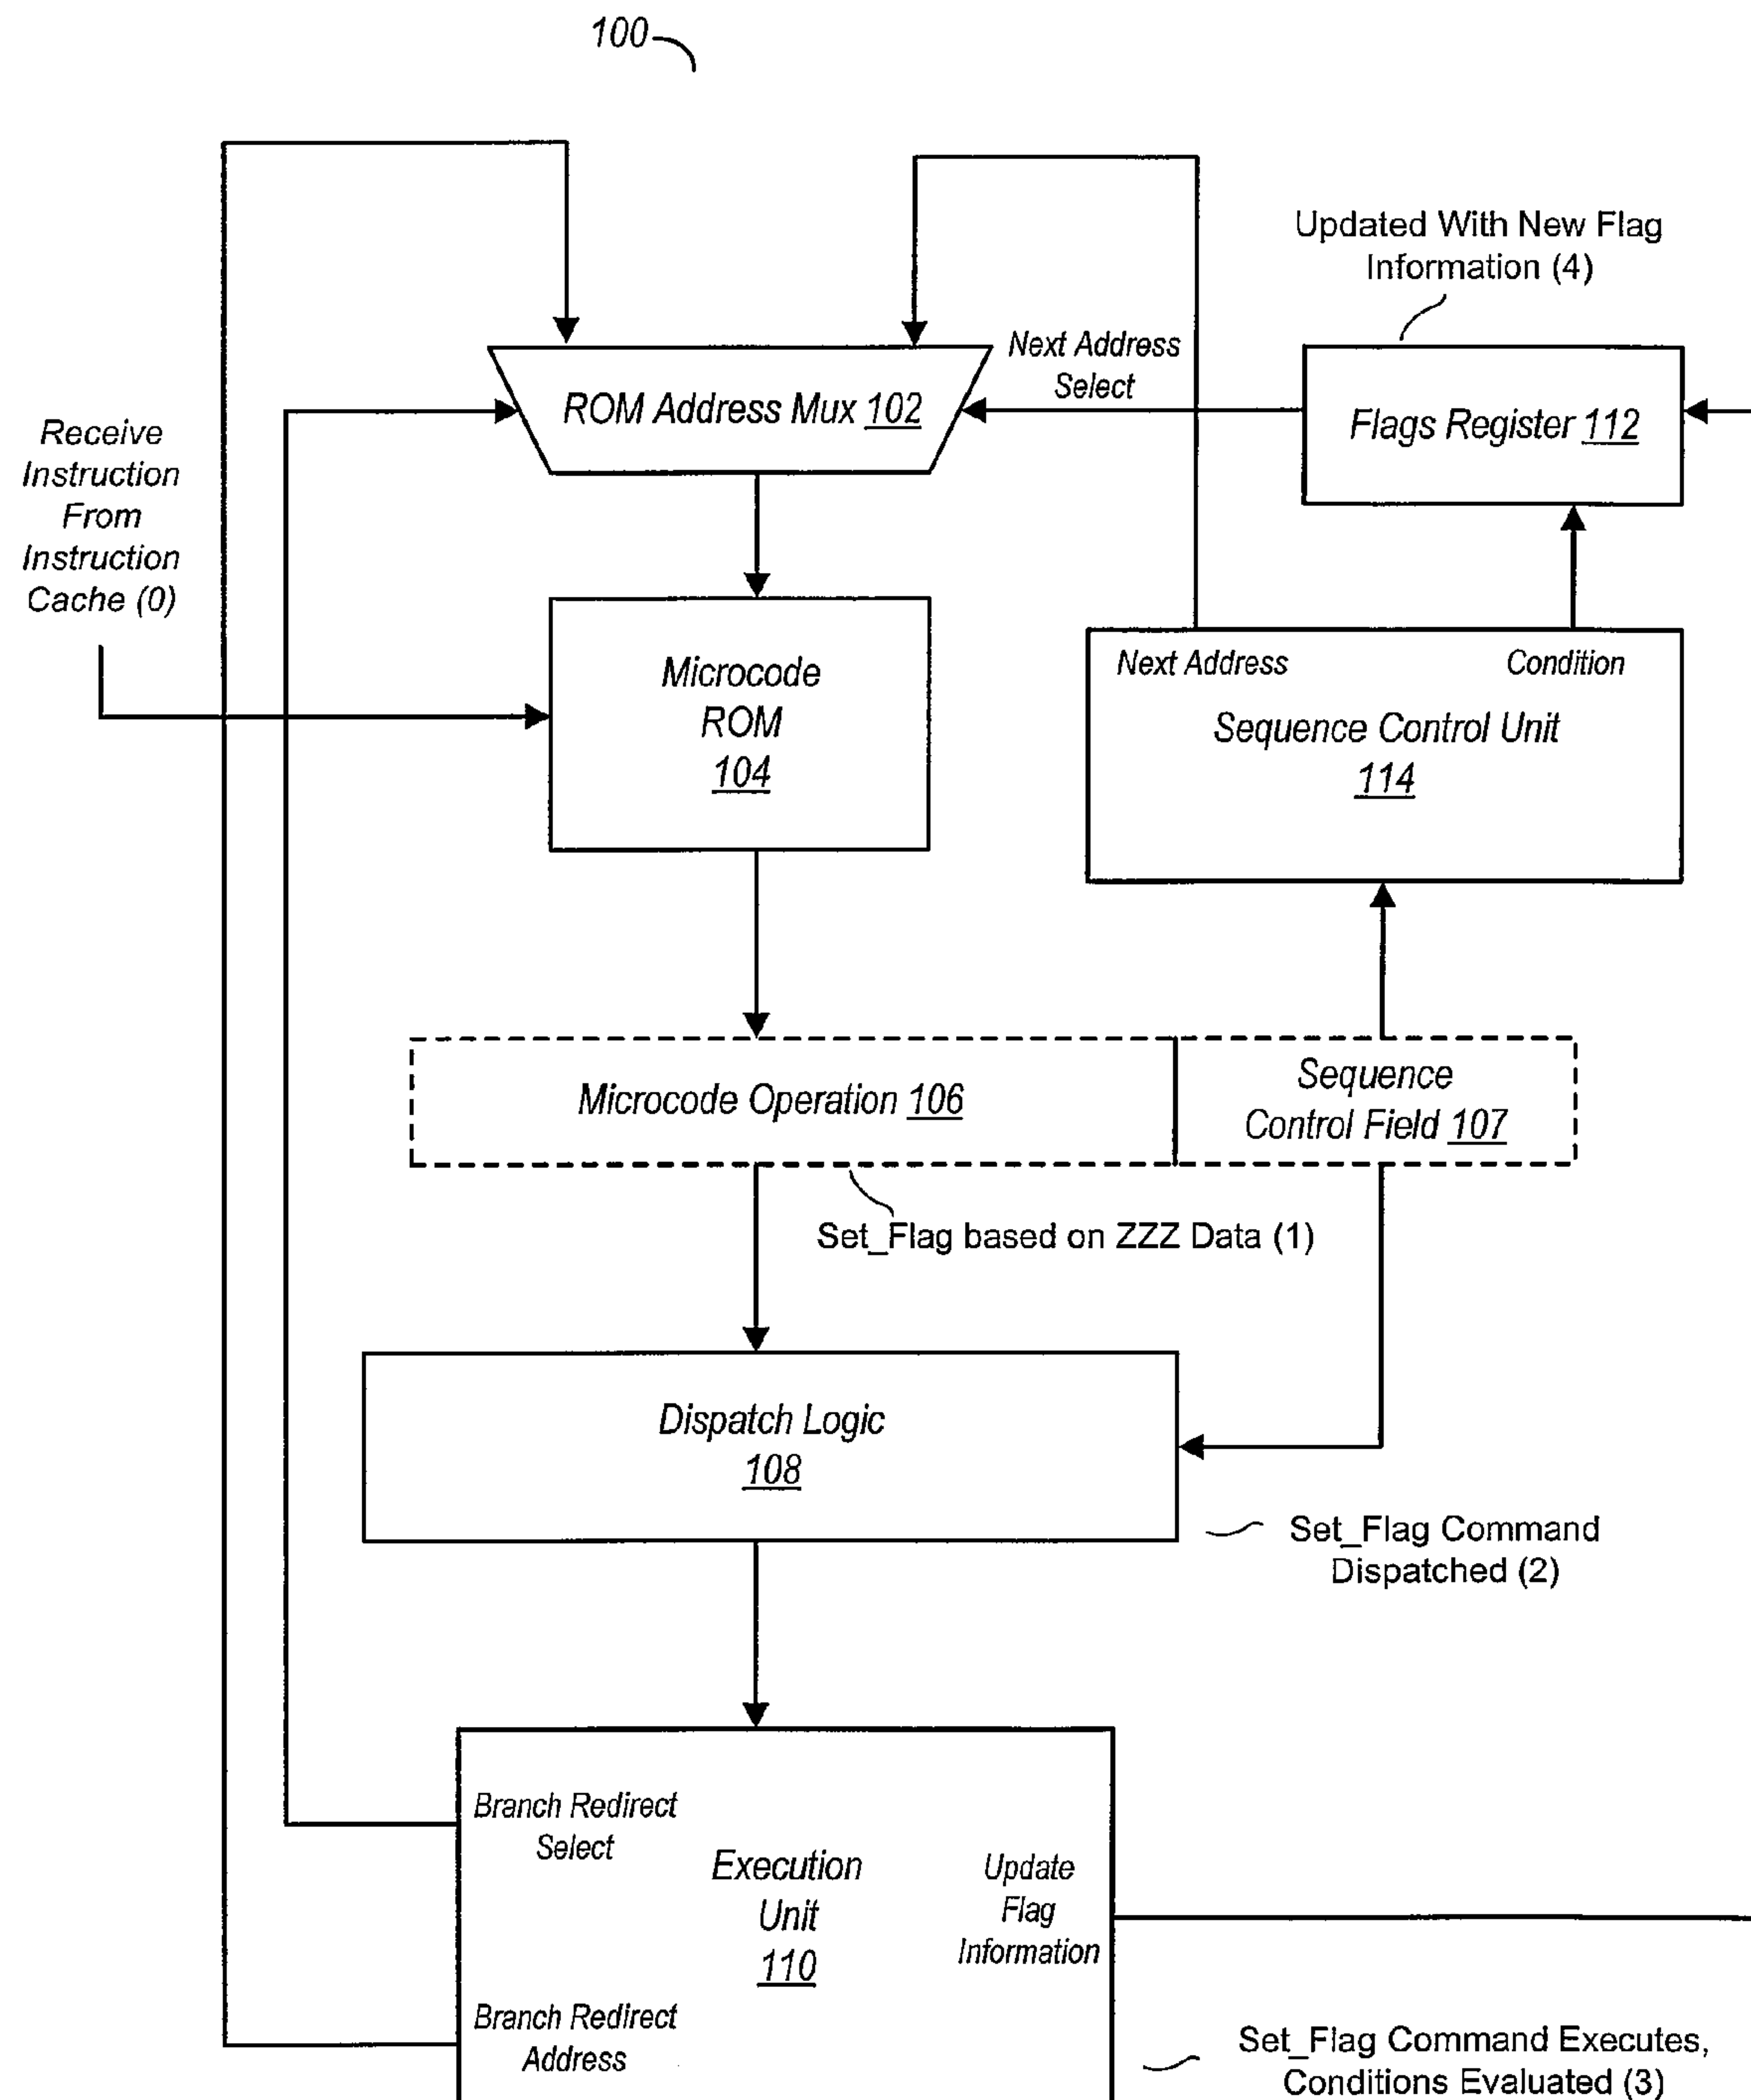 100
Updated With New Flag
Information (4)
Next Address
Select
ROM Address Mux 102
Flags Register 112
Receive
Instruction
From
Instruction
Cache (0)
Microcode
ROM
104
Next Address
Condition
Sequence Control Unit
114
Microcode Operation 106
Sequence
Control Field 107
Set_Flag based on ZZZ Data (1)
Dispatch Logic
108
Set_Flag Command
Dispatched (2)
Branch Redirect
Select
Execution
Unit
110
Update
Flag
Information
Branch Redirect
Address
Set_Flag Command Executes,
Conditions Evaluated (3)